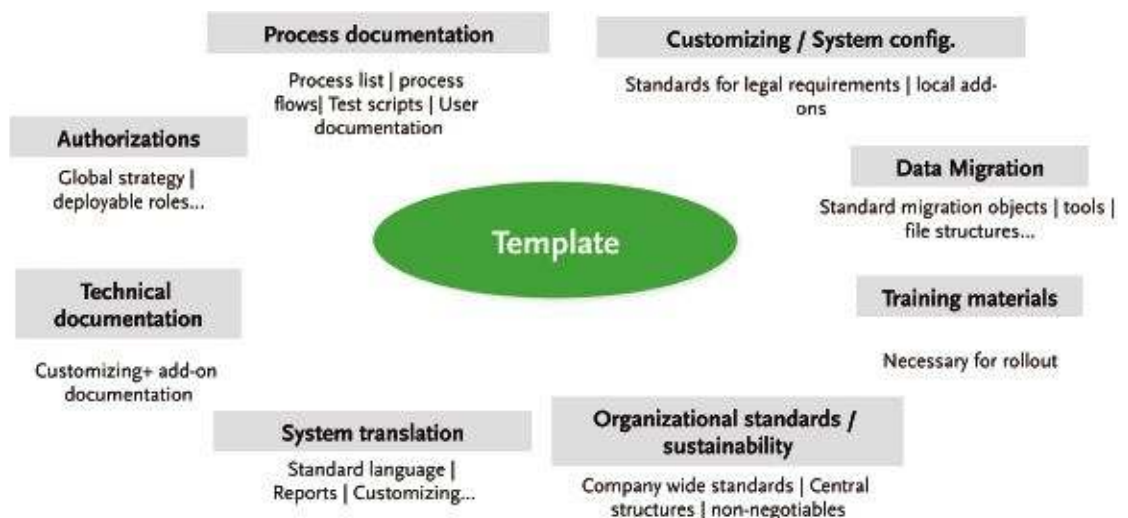 Process documentation
Process list | process
flows| Test scripts | User
documentation
Customizing / System config.
Standards for legal requirements | local add-
ons
Authorizations
Global strategy |
deployable roles...
Data Migration
Standard migration objects | tools |
file structures...
Template
Technical
documentation
Customizing+ add-on
documentation
Training materials
Necessary for rollout
System translation
Standard language |
Reports | Customizing...
Organizational standards /
sustainability
Company wide standards | Central
structures | non-negotiables